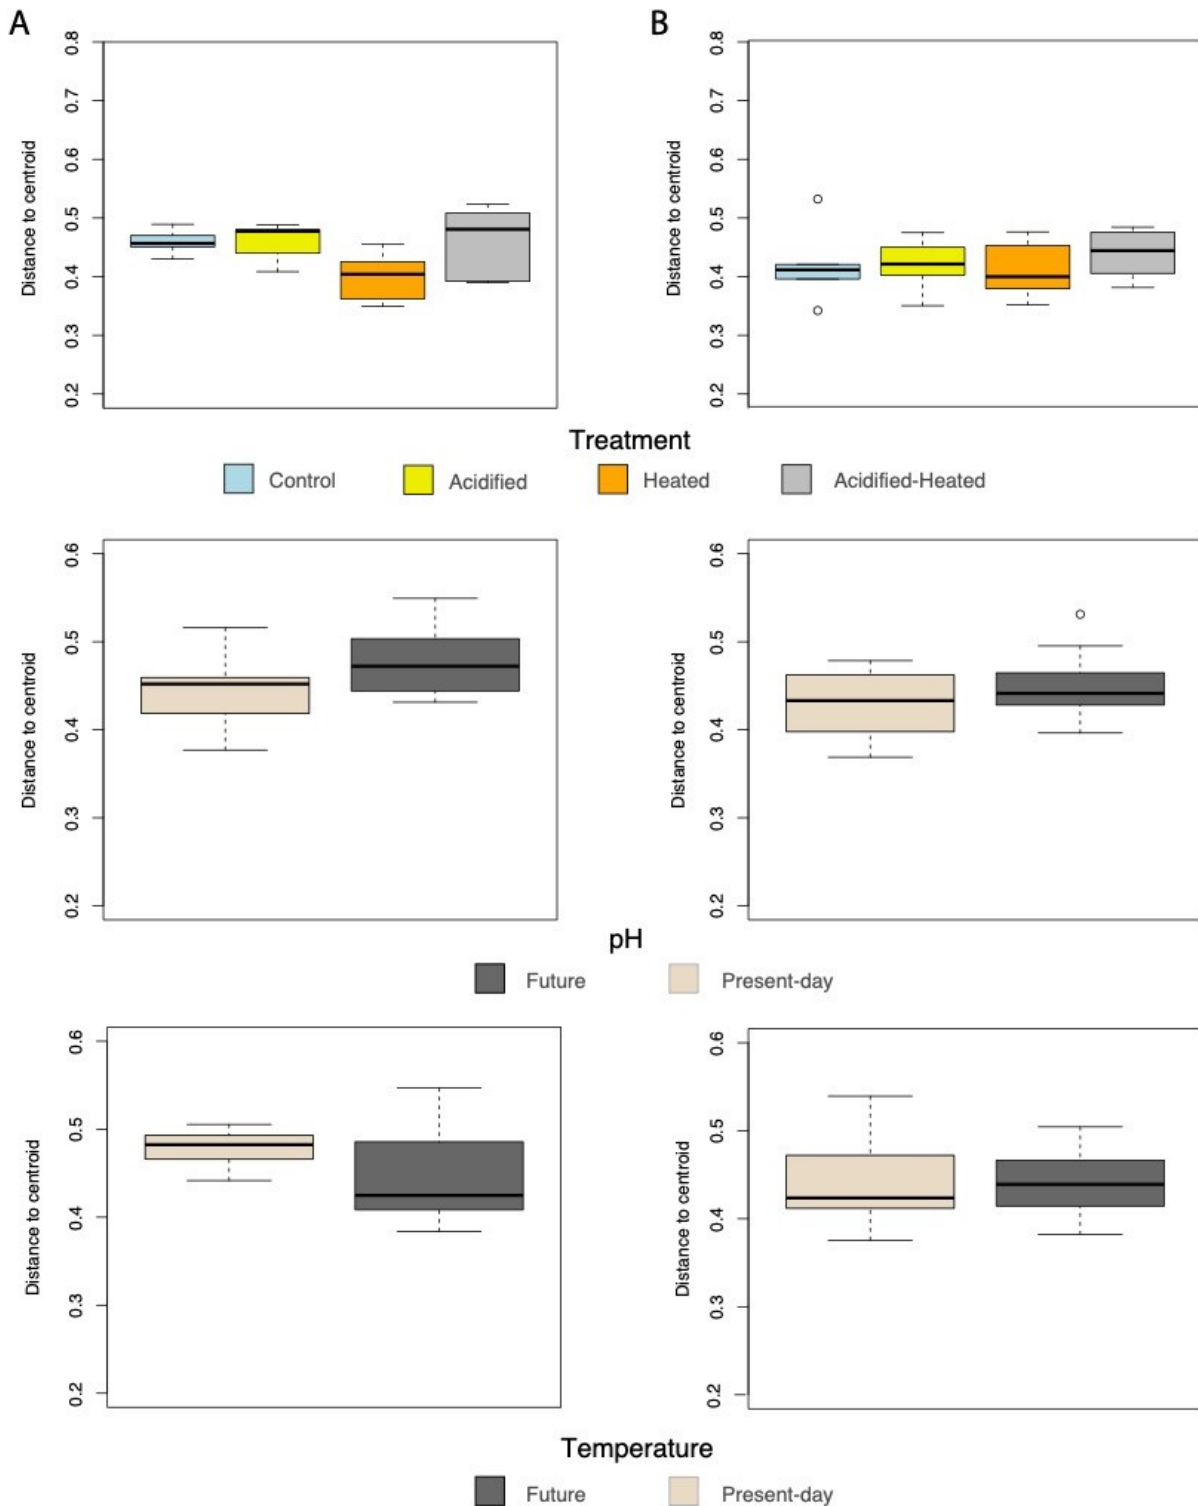 A B
0.8 0.8
0.7 0.7
0.6 0.6
0.5 0.5
0.4 0.4
0.3 0.3
0.2 0.2
Distance to centroid Distance to centroid
Treatment
Control Acidified Heated Acidified-Heated
0.6 0.6
0.5 0.5
0.4 0.4
0.3 0.3
0.2 0.2
Distance to centroid Distance to centroid
pH
Future Present-day
0.6 0.6
0.5 0.5
0.4 0.4
0.3 0.3
0.2 0.2
Distance to centroid Distance to centroid
Temperature
Future Present-day